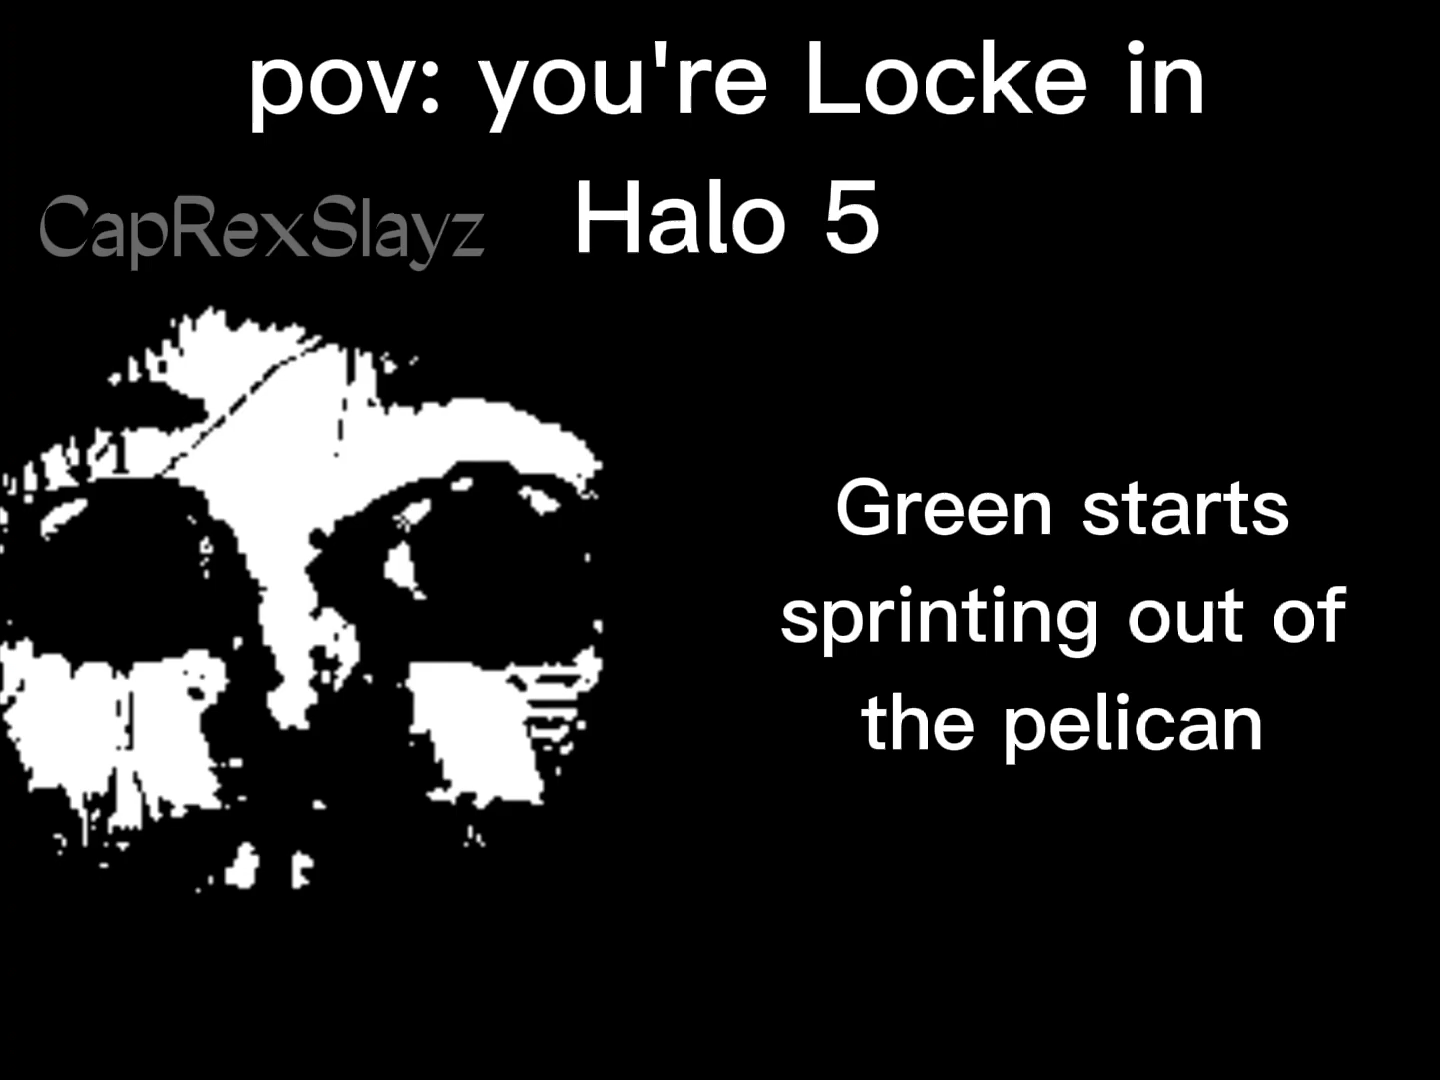 pov: you're Locke in
Halo 5
CapRexSlayz
Green starts
sprinting out of
the pelican